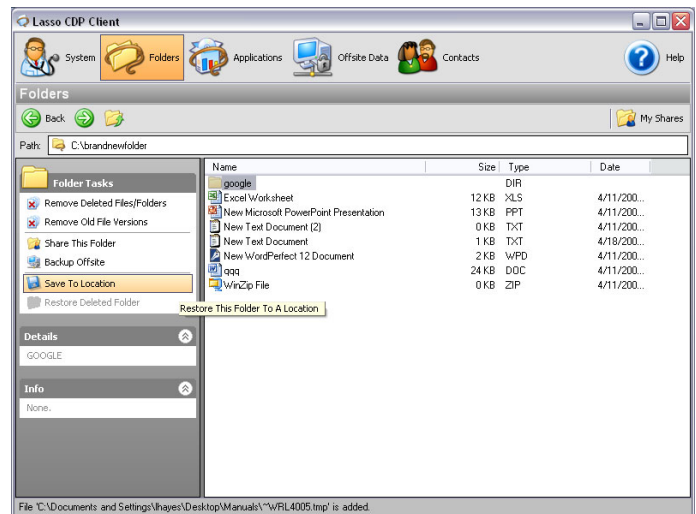 Lasso CDP Client
System Folders Applications Offsite Data Contacts Help
Folders
Back My Shares
Path: C:\brandnewfolder
Folder Tasks
Remove Deleted Files/Folders
Remove Old File Versions
Share This Folder
Backup Offsite
Save To Location
Restore Deleted Folder
Restore This Folder To A Location
Details
GOOGLE
Info
None.
Name Size Type Date
google DIR
Excel Worksheet 12 KB XLS 4/11/200...
New Microsoft PowerPoint Presentation 13 KB PPT 4/11/200...
New Text Document (2) 0 KB TXT 4/11/200...
New Text Document 1 KB TXT 4/18/200...
New WordPerfect 12 Document 2 KB WPD 4/11/200...
qqq 24 KB DOC 4/11/200...
WinZip File 0 KB ZIP 4/11/200...
File 'C:\Documents and Settings\lhayes\Desktop\Manuals\~WRL4005.tmp' is added.